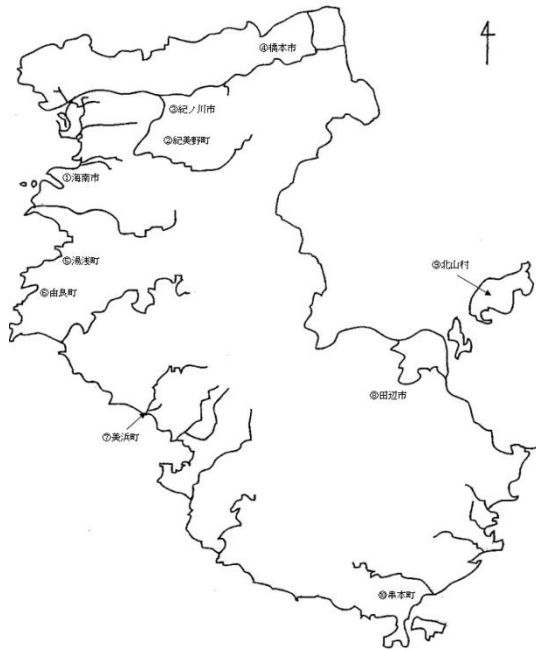 ④橋本市
③紀ノ川市
②紀美野町
①海南市
⑤湯浅町
⑨北山村
⑥由良町
⑧田辺市
⑦美浜町
⑩串本町